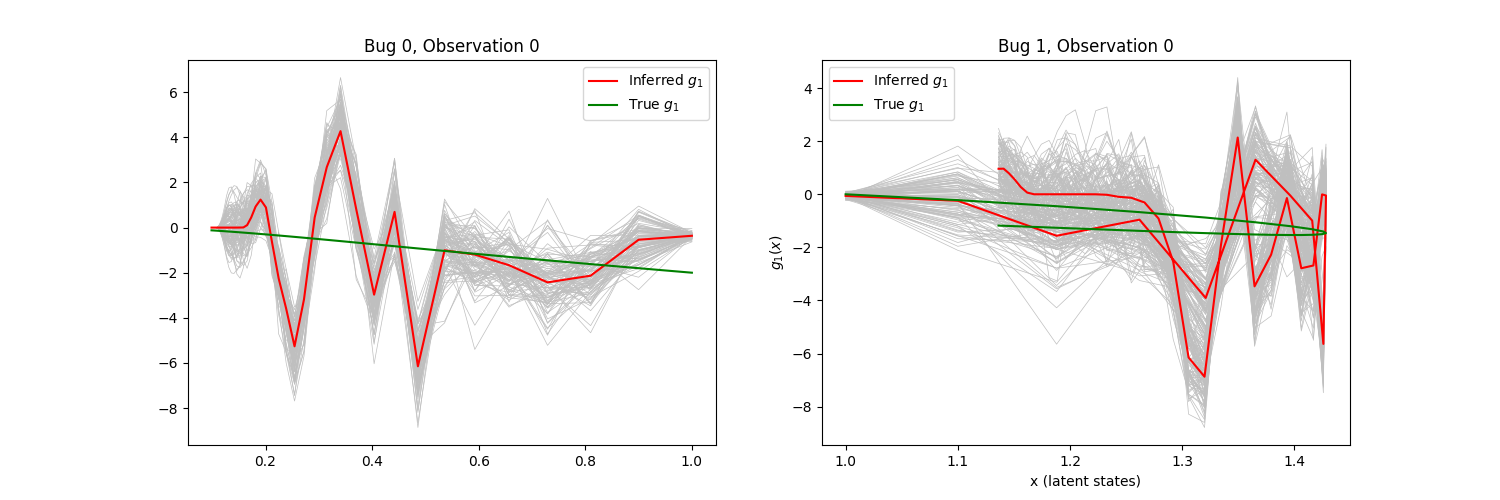 Bug 0, Observation 0
Inferred g₁
True g₁
6
4
2
0
−2
−4
−6
−8
0.2 0.4 0.6 0.8 1.0
Bug 1, Observation 0
Inferred g₁
True g₁
g₁(x)
4
2
0
−2
−4
−6
−8
1.0 1.1 1.2 1.3 1.4
x (latent states)